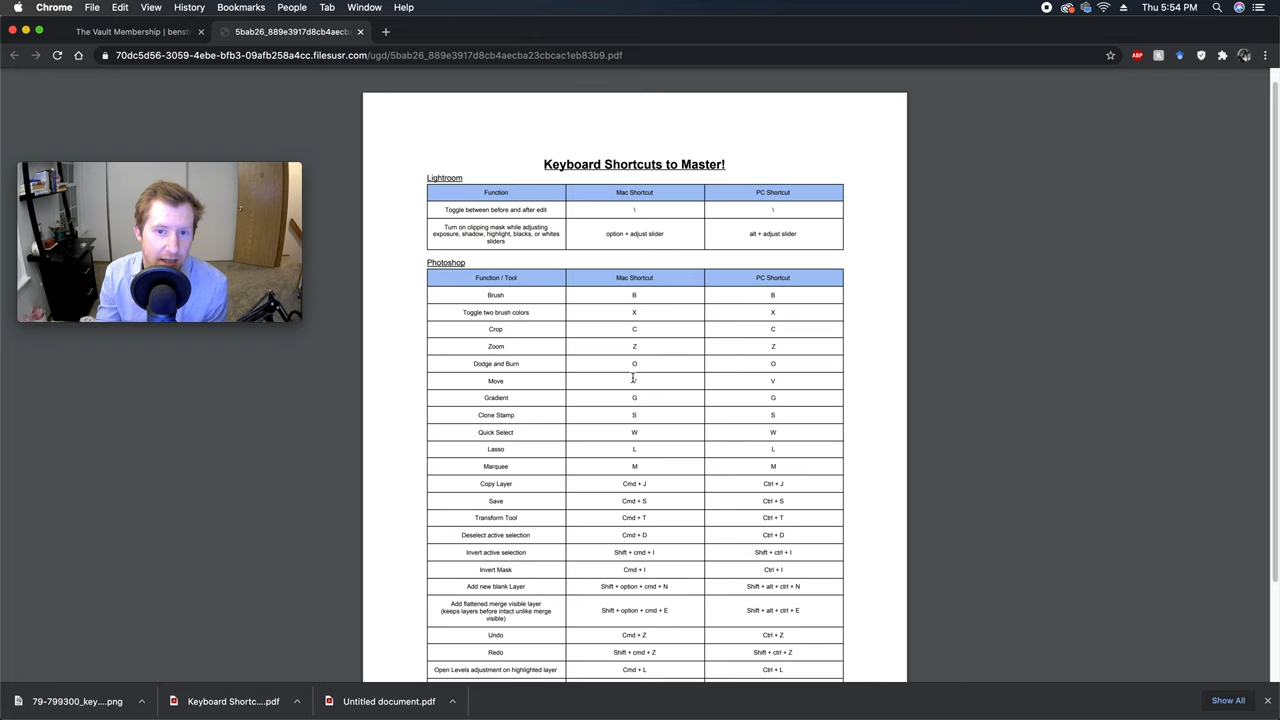 Chrome File Edit View History Bookmarks People Tab Window Help Thu 5:54 PM
The Vault Membership | benstr 5bab26_889e3917d8cb4aecb
70dc5d56-3059-4ebe-bfb3-09afb258a4cc.filesusr.com/ugd/5bab26_889e3917d8cb4aecba23cbcac1eb83b9.pdf ABP
Keyboard Shortcuts to Master!
Lightroom
Function Mac Shortcut PC Shortcut
Toggle between before and after edit \ \
Turn on clipping mask while adjusting
exposure, shadow, highlight, blacks, or whites option + adjust slider alt + adjust slider
sliders
Photoshop
Function / Tool Mac Shortcut PC Shortcut
Brush B B
Toggle two brush colors X X
Crop C C
Zoom Z Z
Dodge and Burn O O
Move V V
Gradient G G
Clone Stamp S S
Quick Select W W
Lasso L L
Marquee M M
Copy Layer Cmd + J Ctrl + J
Save Cmd + S Ctrl + S
Transform Tool Cmd + T Ctrl + T
Deselect active selection Cmd + D Ctrl + D
Invert active selection Shift + cmd + I Shift + ctrl + I
Invert Mask Cmd + I Ctrl + I
Add new blank Layer Shift + option + cmd + N Shift + alt + ctrl + N
Add flattened merge visible layer
(keeps layers before intact unlike merge Shift + option + cmd + E Shift + alt + ctrl + E
visible)
Undo Cmd + Z Ctrl + Z
Redo Shift + cmd + Z Shift + ctrl + Z
Open Levels adjustment on highlighted layer Cmd + L Ctrl + L
79-799300_key....png Keyboard Shortc....pdf Untitled document.pdf Show All